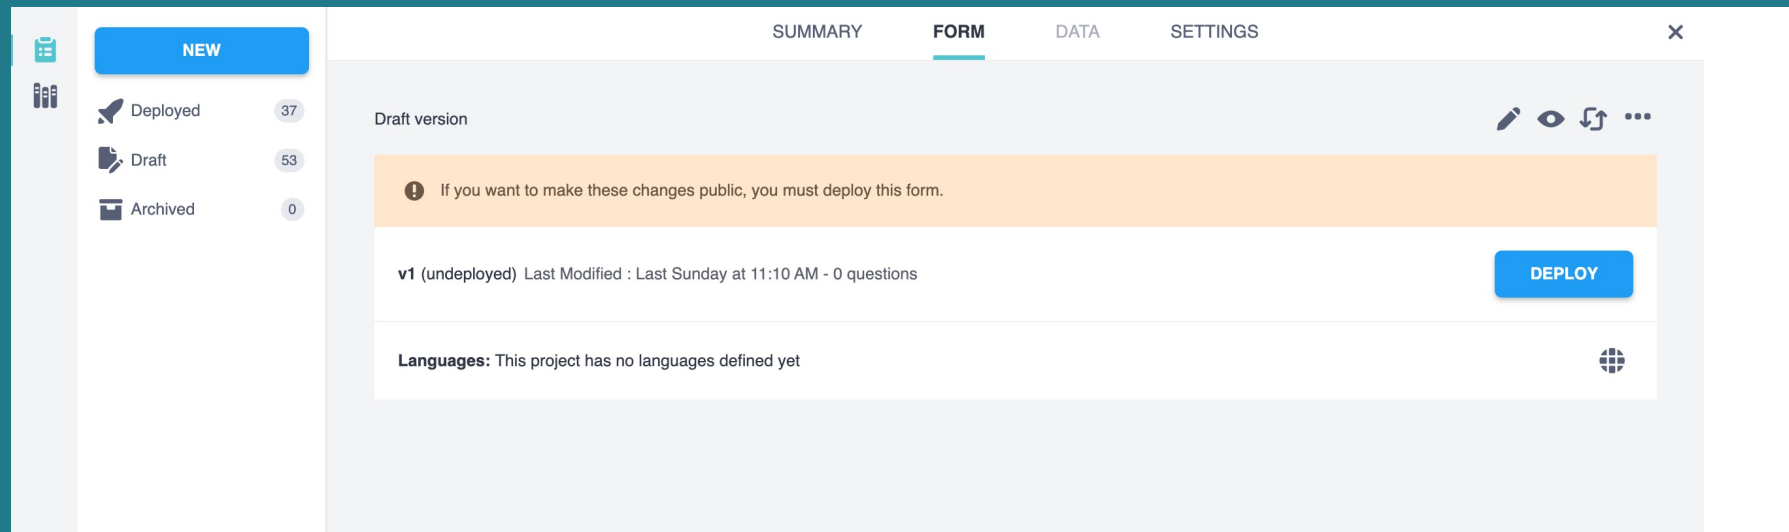 SUMMARY FORM DATA SETTINGS
NEW
Deployed 37
Draft 53
Archived 0
Draft version
If you want to make these changes public, you must deploy this form.
v1 (undeployed) Last Modified : Last Sunday at 11:10 AM - 0 questions
DEPLOY
Languages: This project has no languages defined yet